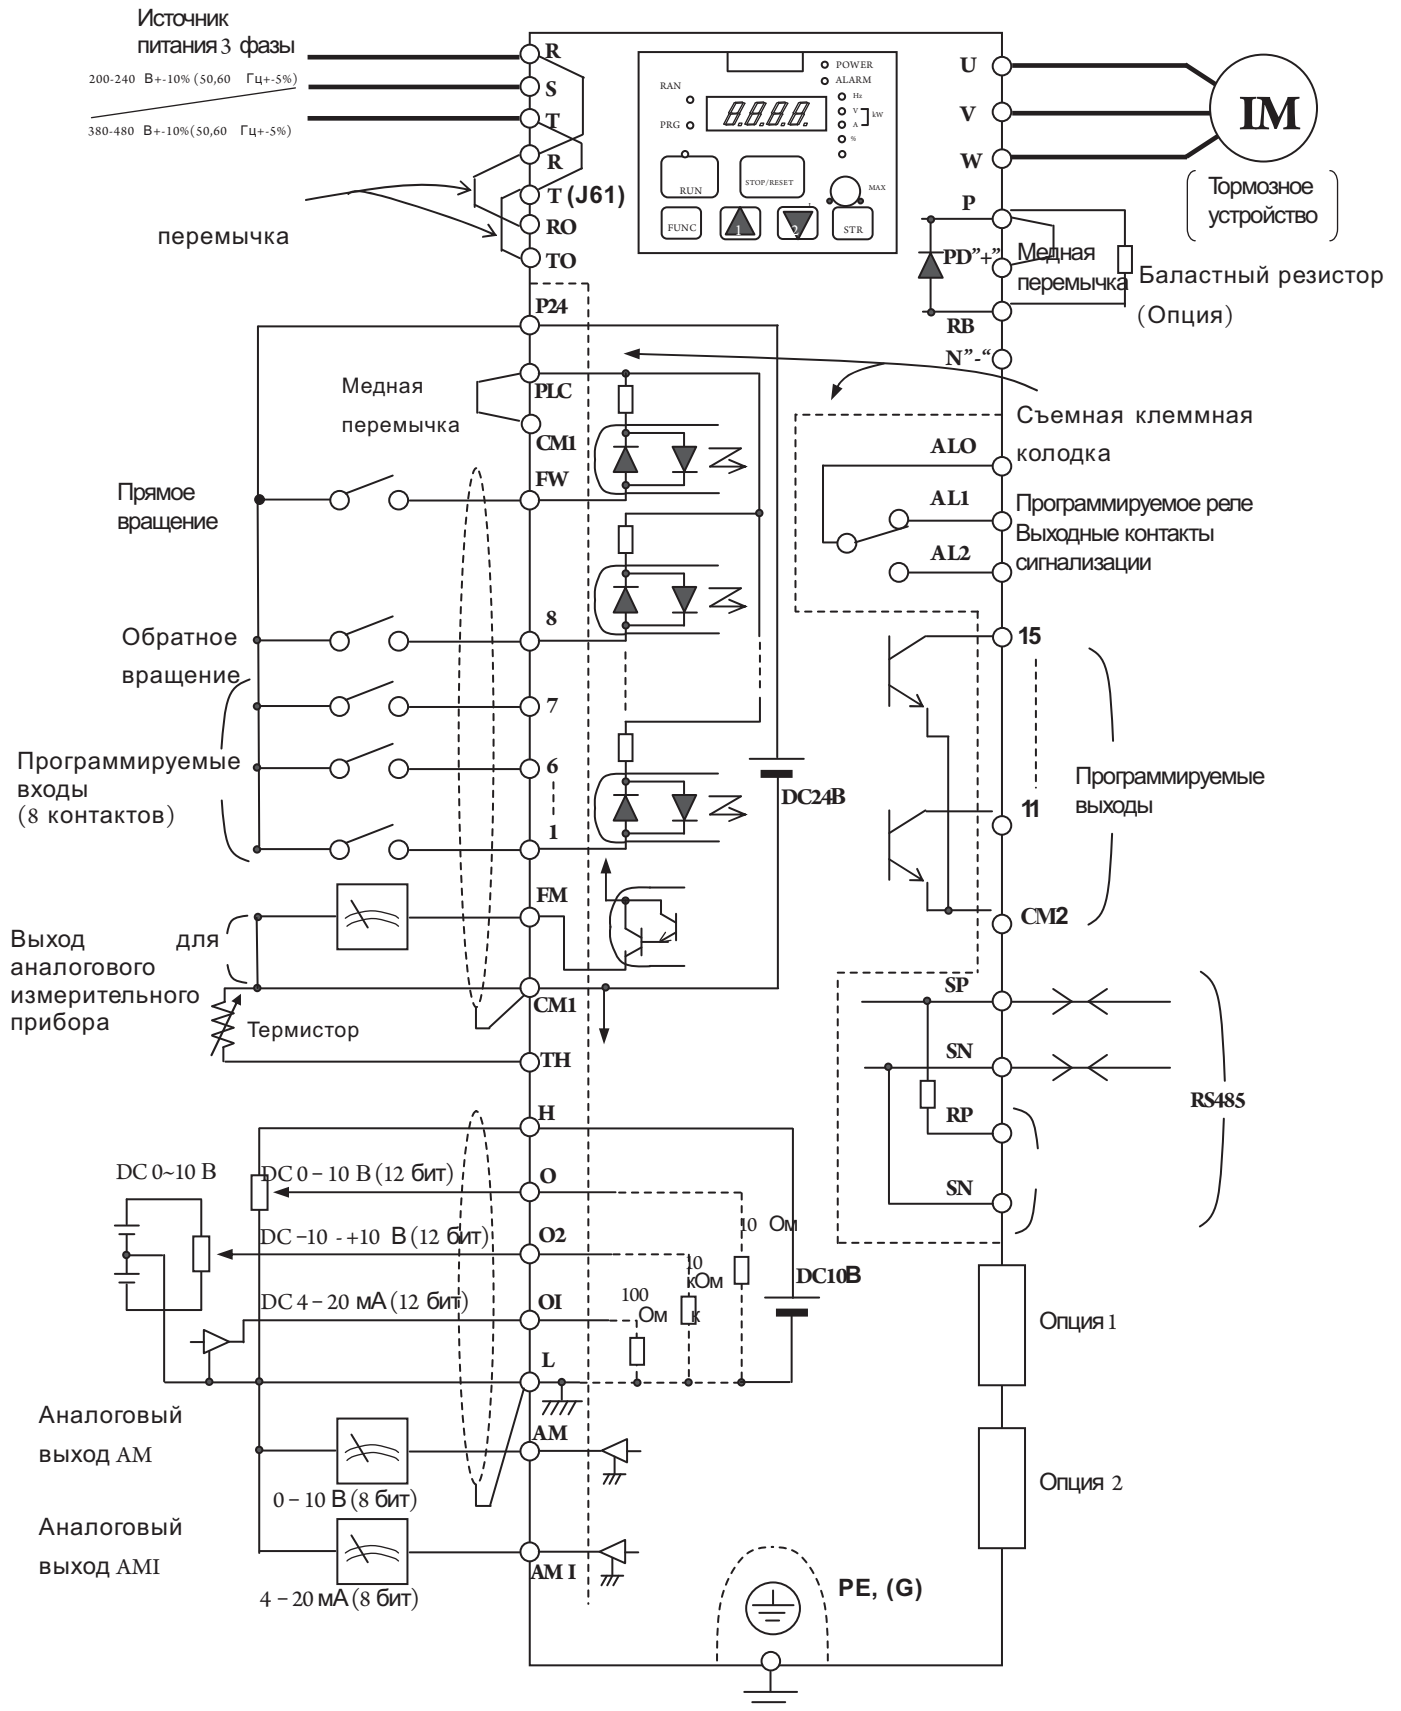 Источник
питания 3 фазы
200-240 В+-10% (50,60 Гц+-5%)
380-480 В+-10%(50,60 Гц+-5%)
перемычка
R
S
T
R
T (J61)
RO
TO
POWER
ALARM
RAN
PRG
Hz
V
A
kW
%
8.8.8.8.
RUN
STOP/RESET
MAX
FUNC
1
2
STR
U
V
W
IM
Тормозное
устройство
P
PD”+”
RB
N”-“
Медная
перемычка
Баластный резистор
(Опция)
P24
PLC
CM1
FW
8
7
6
1
FM
CM1
TH
Медная
перемычка
Прямое
вращение
Обратное
вращение
Программируемые
входы
(8 контактов)
DC24В
Выход для
аналогового
измерительного
прибора
Термистор
Съемная клеммная
колодка
ALO
AL1
AL2
Программируемое реле
Выходные контакты
сигнализации
15
11
CM2
Программируемые
выходы
SP
SN
RP
SN
RS485
H
O
O2
OI
L
AM
AM I
DC 0~10 В
DC 0 – 10 В (12 бит)
DC –10 - +10 В (12 бит)
DC 4 – 20 мА (12 бит)
10 Ом
10
кОм
100
Ом
к
DC10В
Опция 1
Опция 2
Аналоговый
выход AM
0 – 10 В (8 бит)
Аналоговый
выход AMI
4 – 20 мА (8 бит)
PE, (G)